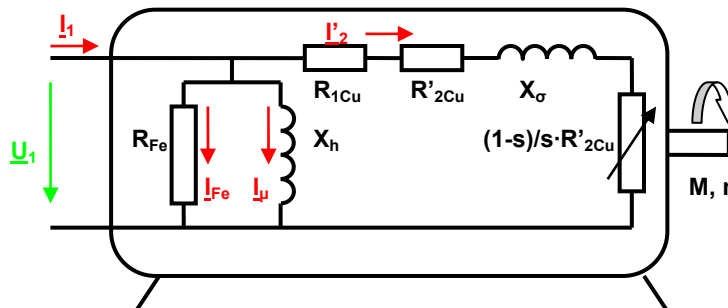 I1
I'2
R1Cu
R'2Cu
Xσ
U1
RFe
Xh
(1-s)/s·R'2Cu
IFe
Iμ
M, n